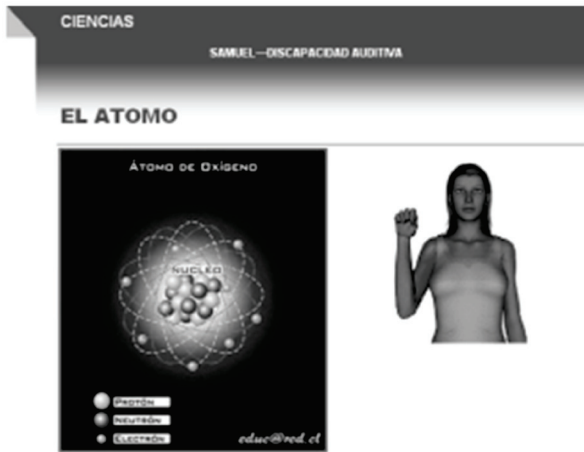 CIENCIAS
SAMUEL—DISCAPACIDAD AUDITIVA
EL ATOMO
ÁTOMO DE OXÍGENO
NUCLEO
PROTÓN
NEUTRÓN
ELECTRÓN
educ@red.cl